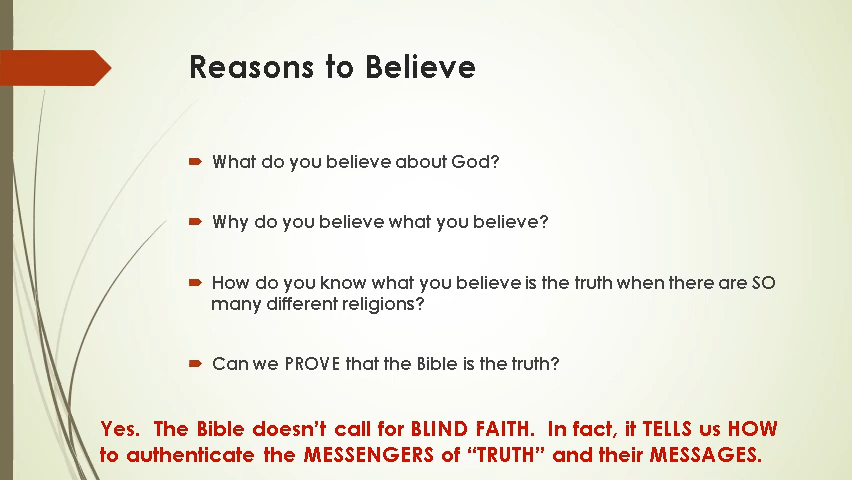 Reasons to Believe
What do you believe about God?
Why do you believe what you believe?
How do you know what you believe is the truth when there are SO
many different religions?
Can we PROVE that the Bible is the truth?
Yes.  The Bible doesn’t call for BLIND FAITH.  In fact, it TELLS us HOW
to authenticate the MESSENGERS of “TRUTH” and their MESSAGES.